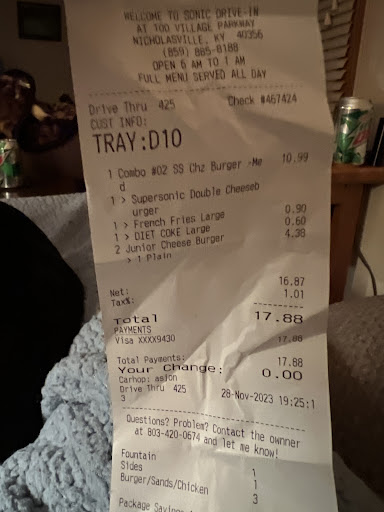 WELCOME TO SONIC DRIVE-IN
AT 100 VILLAGE PARKWAY
NICHOLASVILLE, KY 40356
(859) 885-8188
OPEN 6 AM TO 1 AM
FULL MENU SERVED ALL DAY
Drive Thru 425 Check #467424
CUST INFO:
TRAY:D10
1 Combo #02 SS Chz Burger -Me 10.99
d
1 > Supersonic Double Cheeseb
urger
1 > French Fries Large 0.90
1 > DIET COKE Large 0.60
2 Junior Cheese Burger 4.38
> 1 Plain
Net: 16.87
Tax%: 1.01
Total 17.88
PAYMENTS
Visa XXXX9430 17.88
Total Payments: 17.88
Your Change: 0.00
Carhop: aslon
Drive Thru 425 28-Nov-2023 19:25:1
3
Questions? Problem? Contact the ownner
at 803-420-0674 and let me know!
Fountain 1
Sides 1
Burger/Sands/Chicken 3
Package Savings